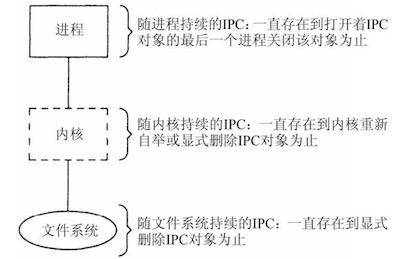 进程
随进程持续的IPC：一直存在到打开着IPC
对象的最后一个进程关闭该对象为止
内核
随内核持续的IPC：一直存在到内核重新
自举或显式删除IPC对象为止
文件系统
随文件系统持续的IPC：一直存在到显式
删除IPC对象为止